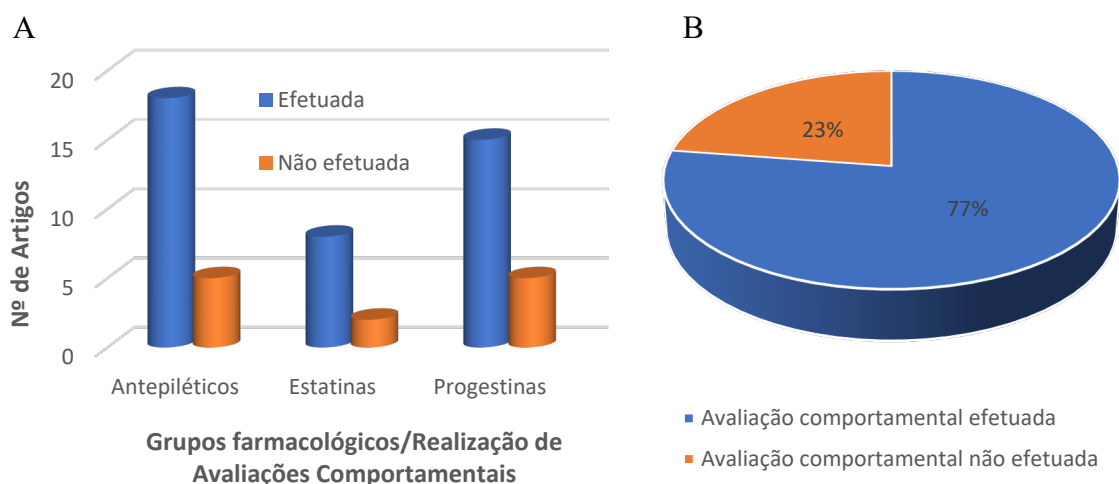 A
20
15
10
5
0
Nº de Artigos
Efetuada
Não efetuada
Antepiléticos
Estatinas
Progestinas
Grupos farmacológicos/Realização de
Avaliações Comportamentais
B
23%
77%
Avaliação comportamental efetuada
Avaliação comportamental não efetuada